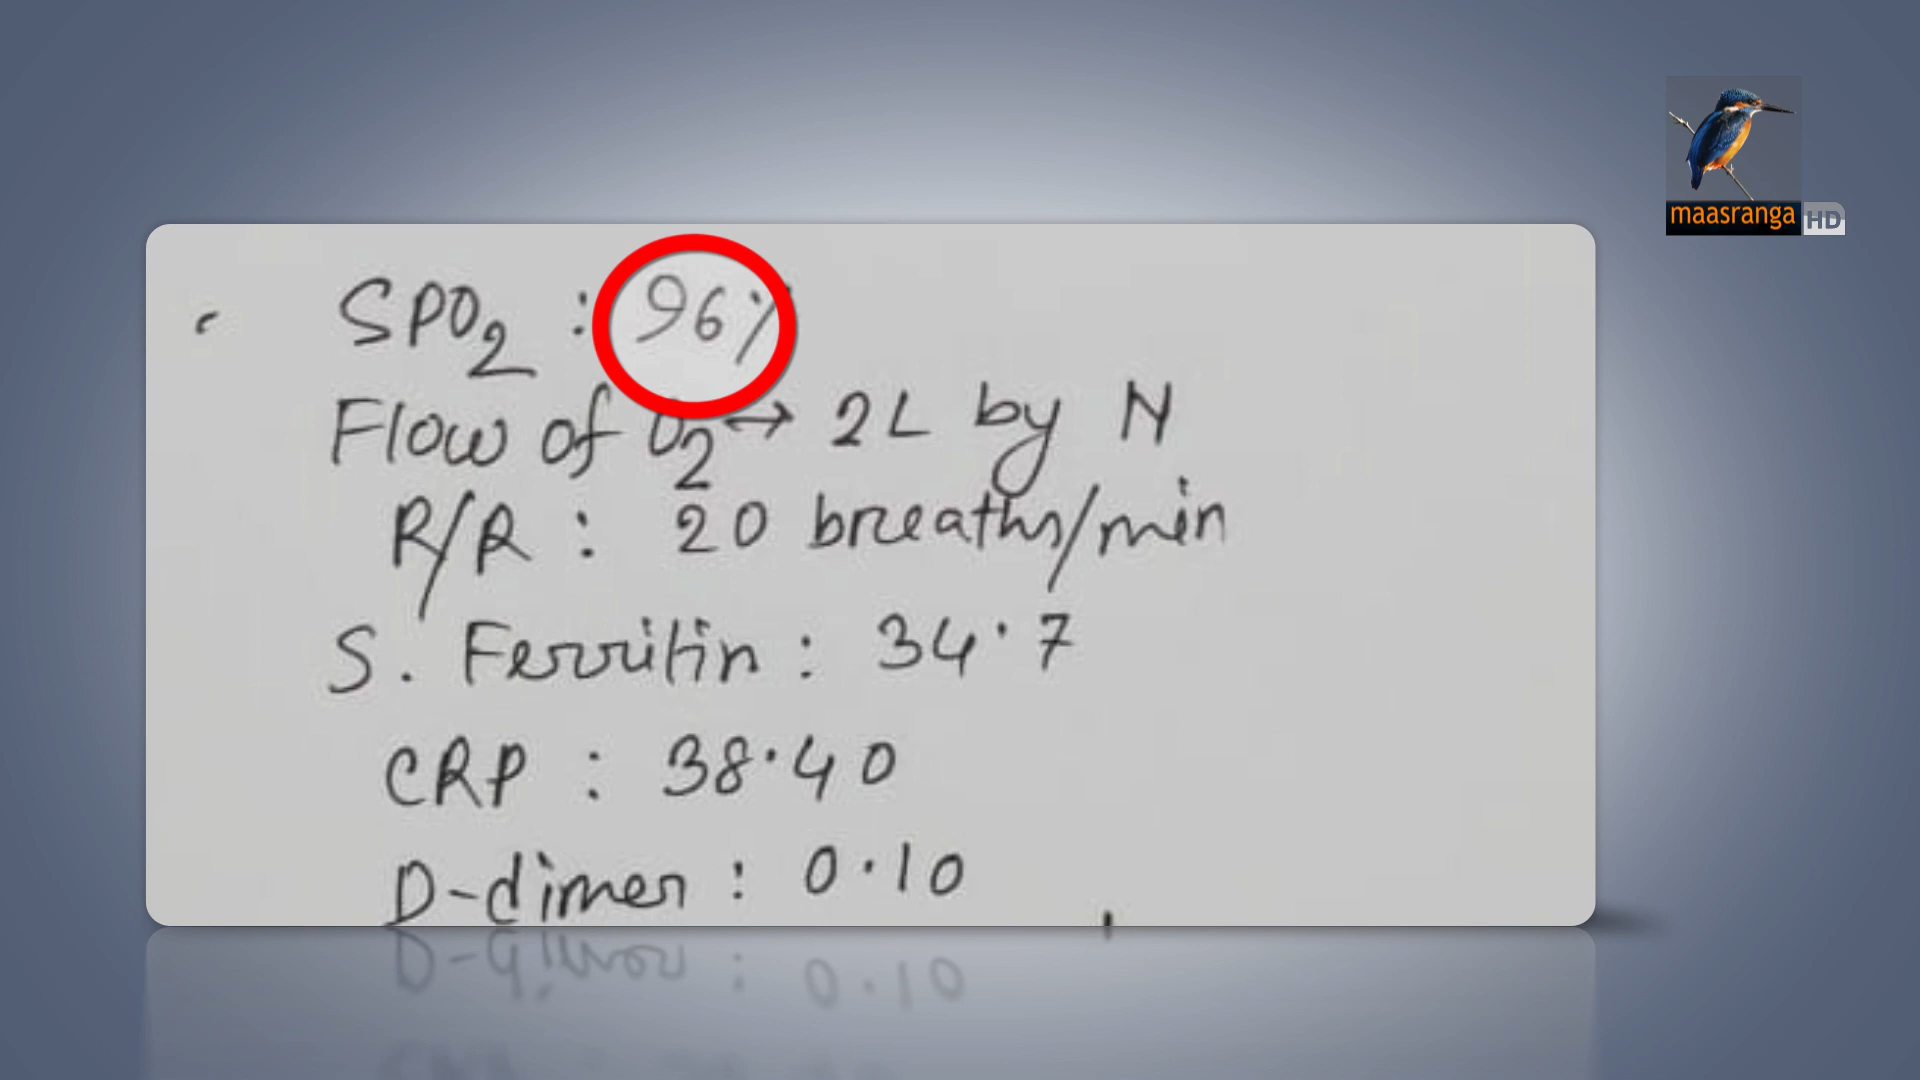 SPO2 : 96%
Flow of O2 → 2L by N
R/R : 20 breaths/min
S. Ferritin : 34.7
CRP : 38.40
D-dimer : 0.10
maasranga HD